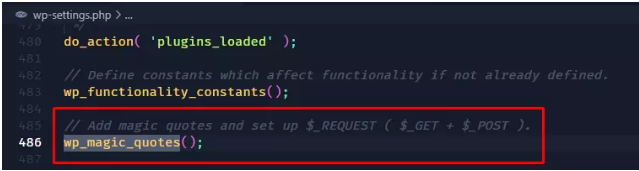 wp-settings.php > ...
479 */
480 do_action( 'plugins_loaded' );
481
482 // Define constants which affect functionality if not already defined.
483 wp_functionality_constants();
484
485 // Add magic quotes and set up $_REQUEST ( $_GET + $_POST ).
486 wp_magic_quotes();
487